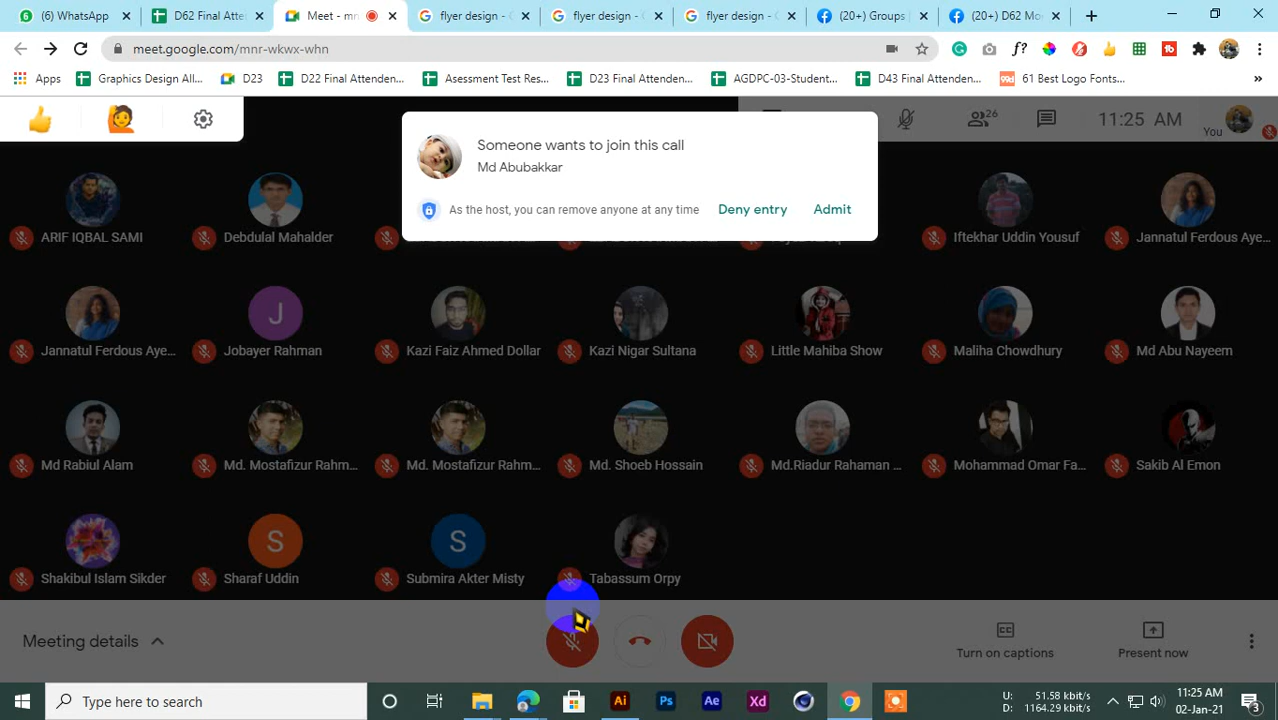 (6) WhatsApp
D62 Final Atten
Meet - mn
flyer design - G
flyer design - G
flyer design - G
(20+) Groups
(20+) D62 Mo
meet.google.com/mnr-wkwx-whn
Apps
Graphics Design All...
D23
D22 Final Attenden...
Asessment Test Res...
D23 Final Attenden...
AGDPC-03-Student...
D43 Final Attenden...
61 Best Logo Fonts...
26
11:25 AM
You
Someone wants to join this call
Md Abubakkar
As the host, you can remove anyone at any time
Deny entry
Admit
ARIF IQBAL SAMI
Debdulal Mahalder
Iftekhar Uddin Yousuf
Jannatul Ferdous Aye...
J
Jannatul Ferdous Aye...
Jobayer Rahman
Kazi Faiz Ahmed Dollar
Kazi Nigar Sultana
Little Mahiba Show
Maliha Chowdhury
Md Abu Nayeem
Md Rabiul Alam
Md. Mostafizur Rahm...
Md. Mostafizur Rahm...
Md. Shoeb Hossain
Md.Riadur Rahaman ...
Mohammad Omar Fa...
Sakib Al Emon
S
S
Shakibul Islam Sikder
Sharaf Uddin
Submira Akter Misty
Tabassum Orpy
Meeting details
Turn on captions
Present now
Type here to search
Ai
Ps
Ae
Xd
U: 51.58 kbit/s
D: 1164.29 kbit/s
11:25 AM
02-Jan-21
3